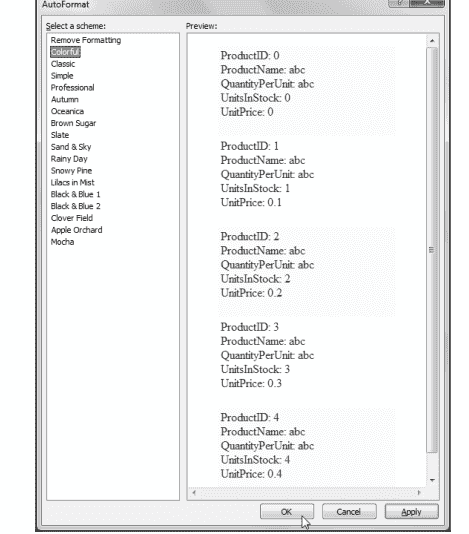 AutoFormat
Select a scheme:
Preview:
Remove Formatting
Colorful
Classic
Simple
Professional
Autumn
Oceanica
Brown Sugar
Slate
Sand & Sky
Rainy Day
Snowy Pine
Lilacs in Mist
Black & Blue 1
Black & Blue 2
Clover Field
Apple Orchard
Mocha
ProductID: 0
ProductName: abc
QuantityPerUnit: abc
UnitsInStock: 0
UnitPrice: 0
ProductID: 1
ProductName: abc
QuantityPerUnit: abc
UnitsInStock: 1
UnitPrice: 0.1
ProductID: 2
ProductName: abc
QuantityPerUnit: abc
UnitsInStock: 2
UnitPrice: 0.2
ProductID: 3
ProductName: abc
QuantityPerUnit: abc
UnitsInStock: 3
UnitPrice: 0.3
ProductID: 4
ProductName: abc
QuantityPerUnit: abc
UnitsInStock: 4
UnitPrice: 0.4
OK
Cancel
Apply